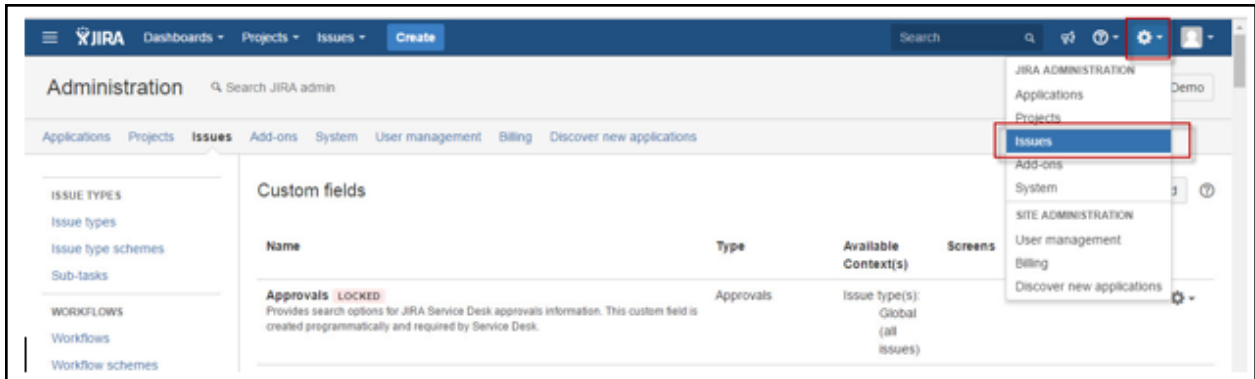 JIRA Dashboards Projects Issues Create Search
Administration Search JIRA admin
Applications Projects Issues Add-ons System User management Billing Discover new applications
JIRA ADMINISTRATION
Applications
Projects
Issues
Add-ons
System
SITE ADMINISTRATION
User management
Billing
Discover new applications
Demo
ISSUE TYPES
Issue types
Issue type schemes
Sub-tasks
WORKFLOWS
Workflows
Workflow schemes
Custom fields
Name Type Available Context(s) Screens
Approvals LOCKED
Provides search options for JIRA Service Desk approvals information. This custom field is
created programmatically and required by Service Desk.
Approvals
Issue type(s):
Global
(all
issues)